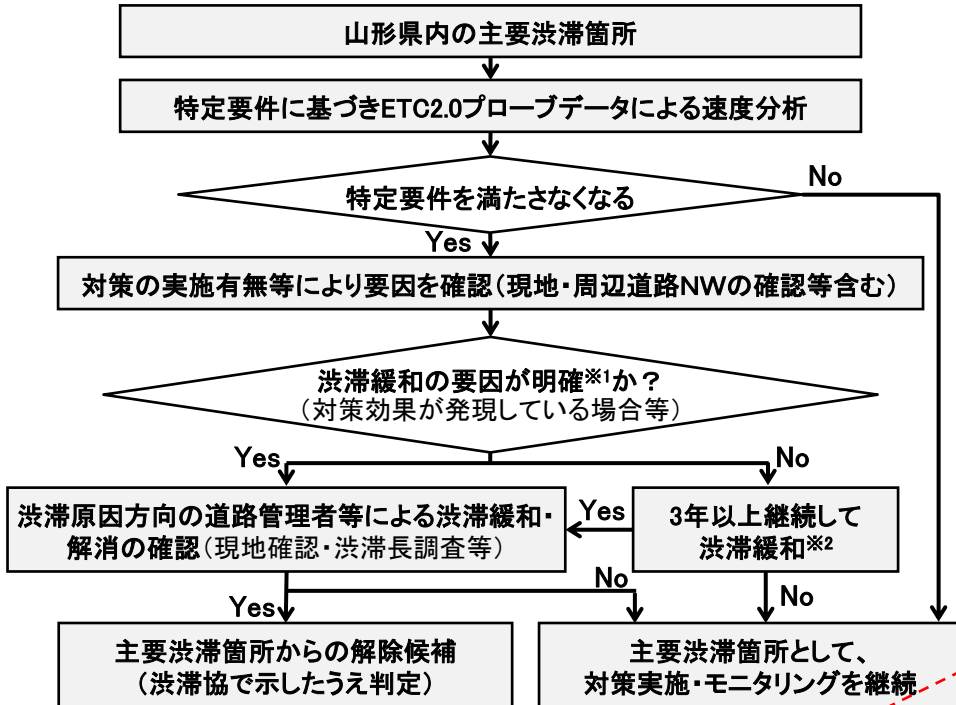 山形県内の主要渋滞箇所
特定要件に基づきETC2.0プローブデータによる速度分析
特定要件を満たさなくなる
No
Yes
対策の実施有無等により要因を確認(現地・周辺道路NWの確認等含む)
渋滞緩和の要因が明確※1か？
(対策効果が発現している場合等)
Yes
No
渋滞原因方向の道路管理者等による渋滞緩和・
解消の確認(現地確認・渋滞長調査等)
Yes
3年以上継続して
渋滞緩和※2
Yes
No
No
主要渋滞箇所からの解除候補
(渋滞協で示したうえ判定)
主要渋滞箇所として、
対策実施・モニタリングを継続